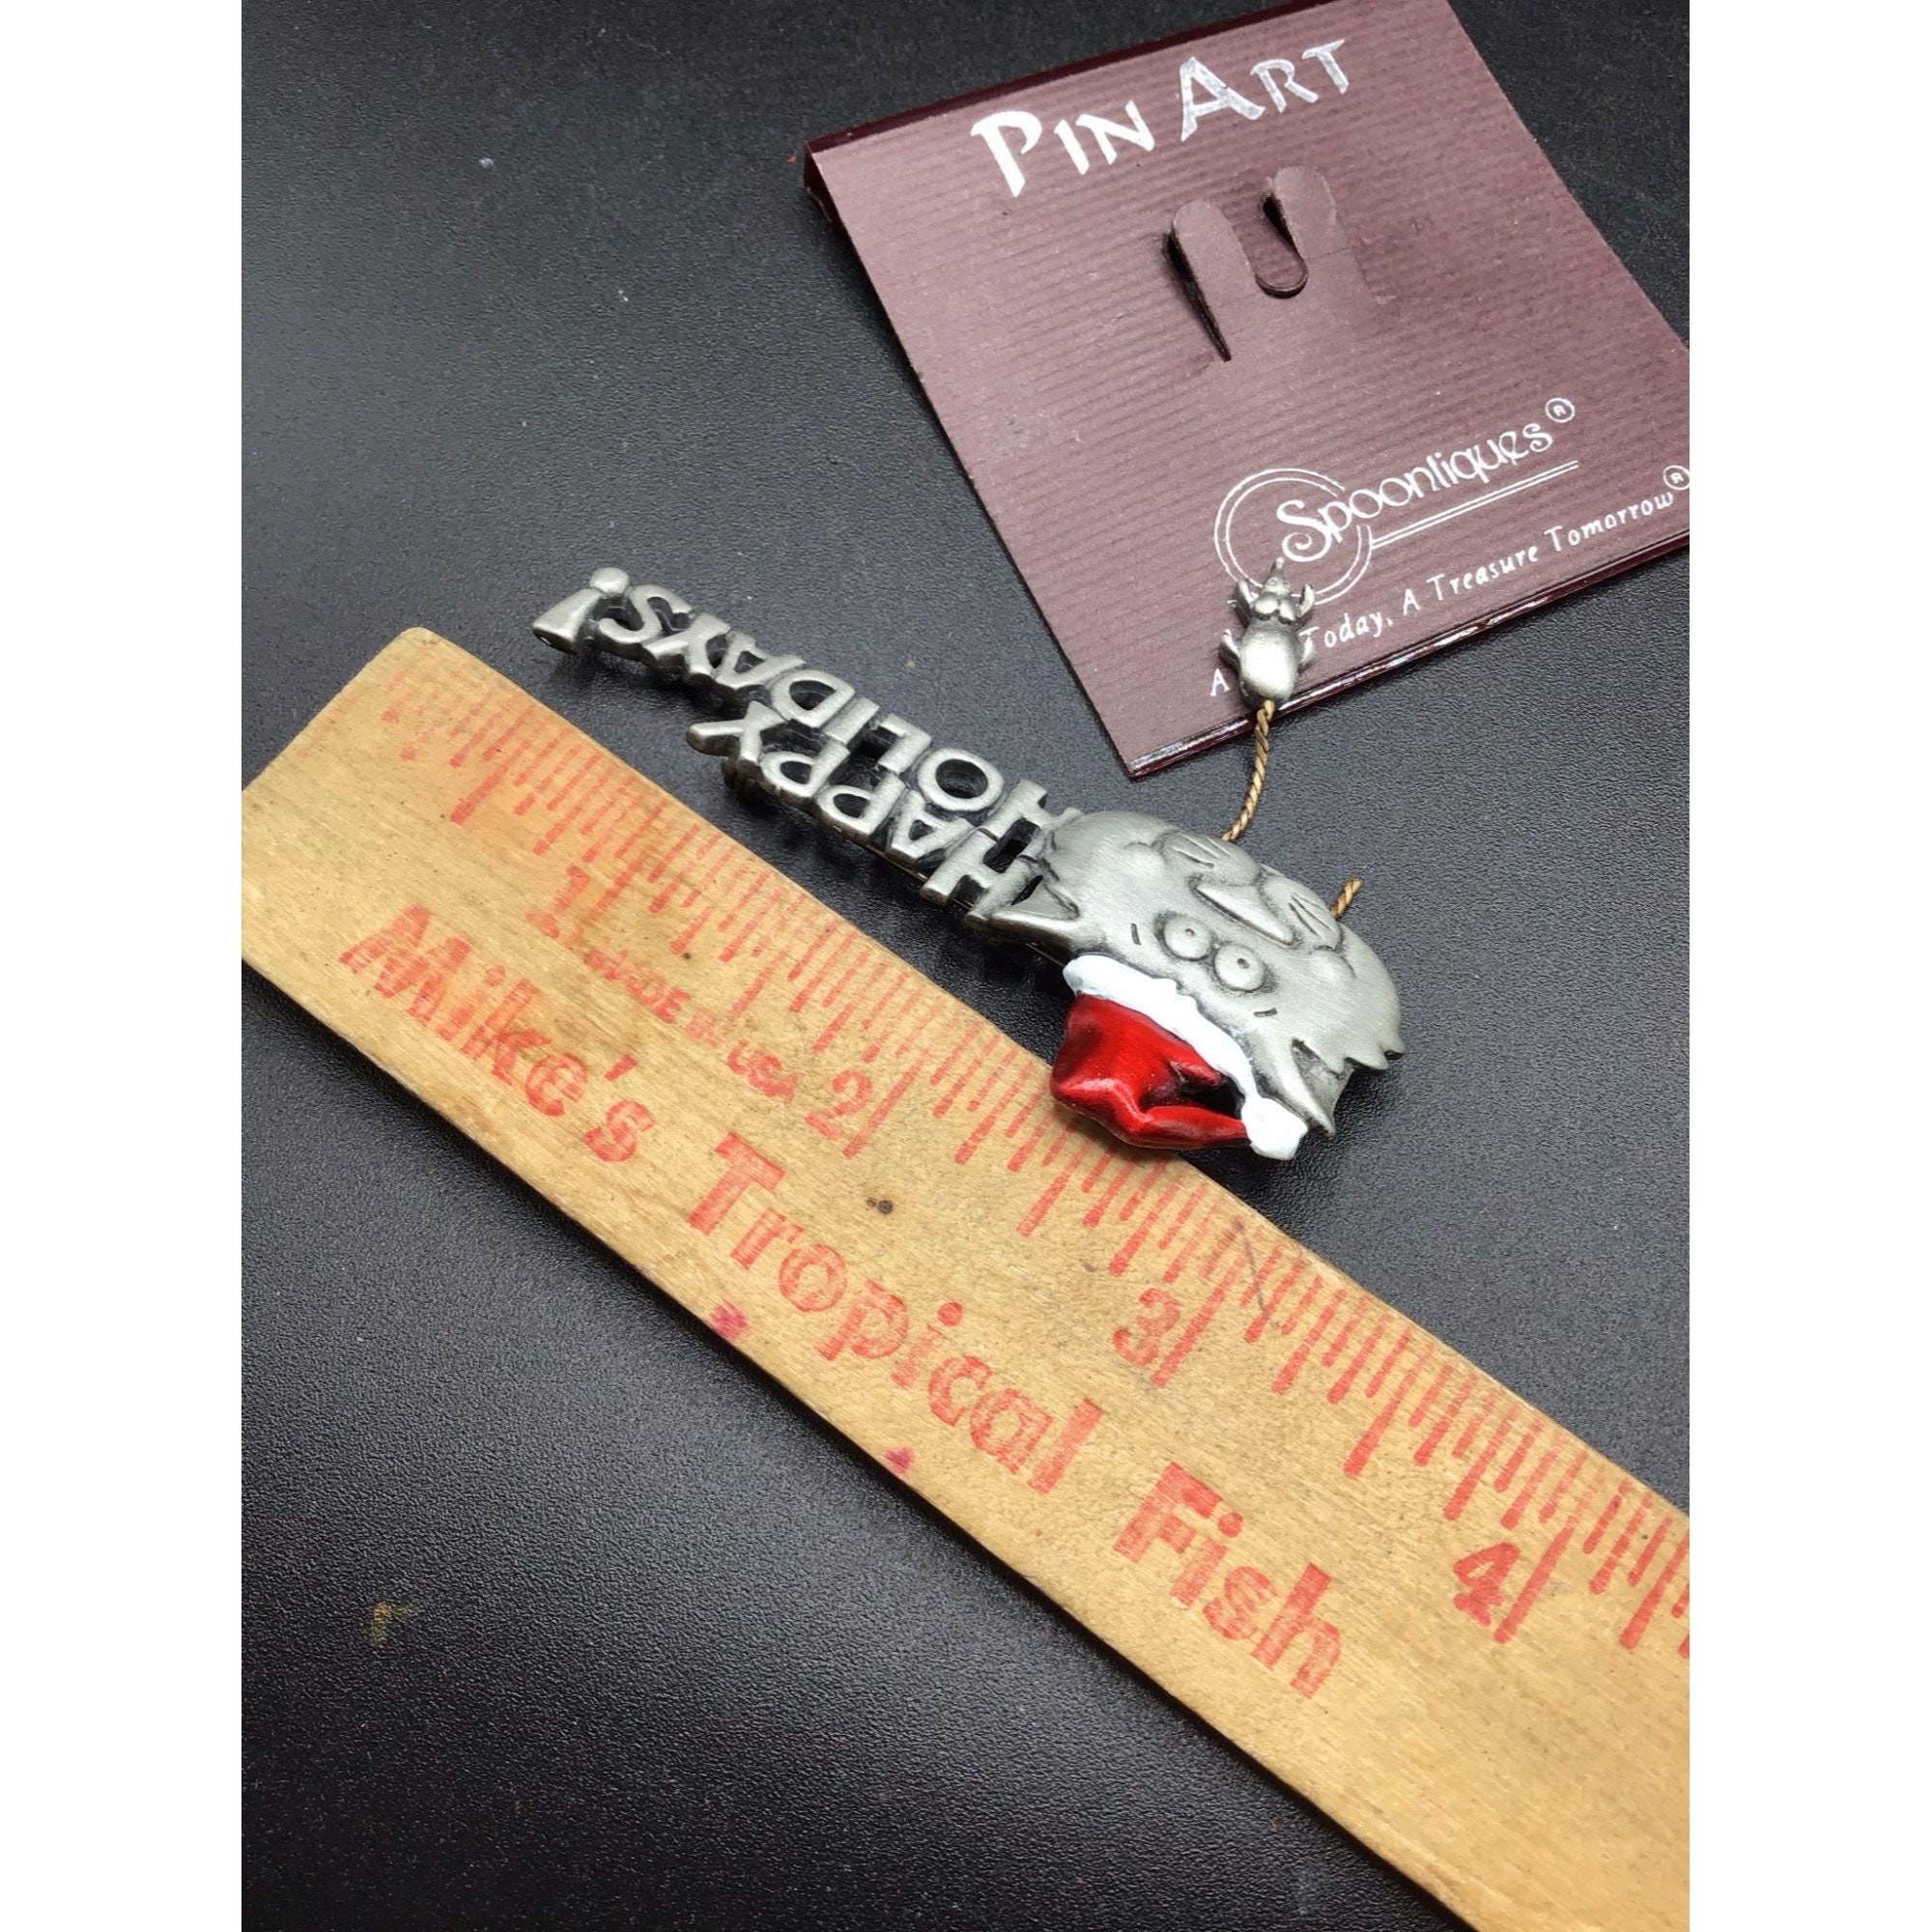 PIN ART
Spoontiques®
A Today, A Treasure Tomorrow®
HAPPY
HOLIDAYS!
1 2 3 4
MADE IN USA
Mike's Tropical Fish